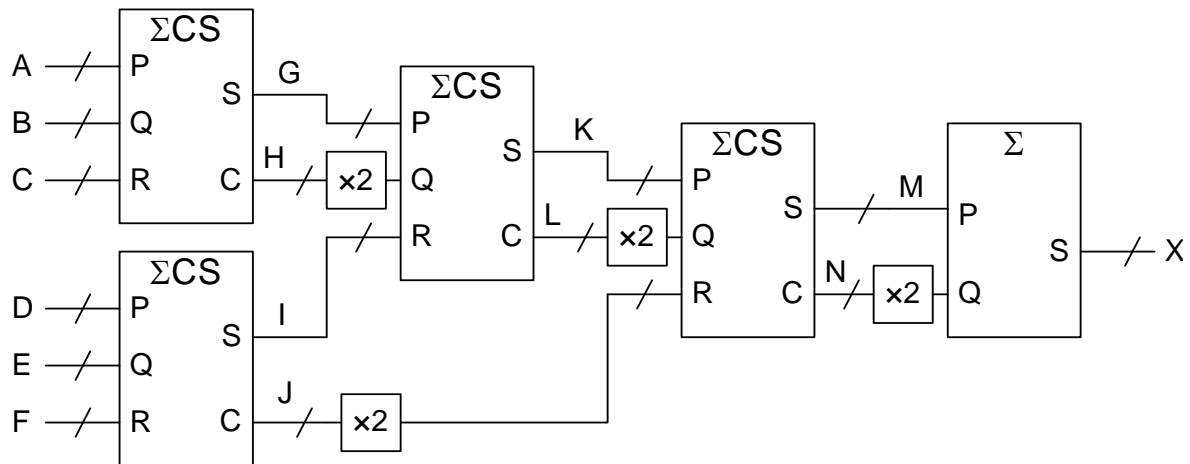 ΣCS
A P
G
ΣCS
S
B Q
P
K
ΣCS
Σ
S
H
C R C ×2 Q
P
M
L
S
P
R C ×2 Q
ΣCS
S X
N
D P
I
R C ×2 Q
S
E Q
J
F R C ×2